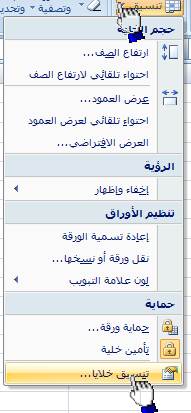 تنسيق
وتصفية
وتحديد
حجم الخلية
ارتفاع الصف...
احتواء تلقائي لارتفاع الصف
عرض العمود...
احتواء تلقائي لعرض العمود
العرض الافتراضي...
الرؤية
إخفاء وإظهار
تنظيم الأوراق
إعادة تسمية الورقة
نقل ورقة أو نسخها...
لون علامة التبويب
حماية
حماية ورقة...
تأمين خلية
تنسيق خلايا...